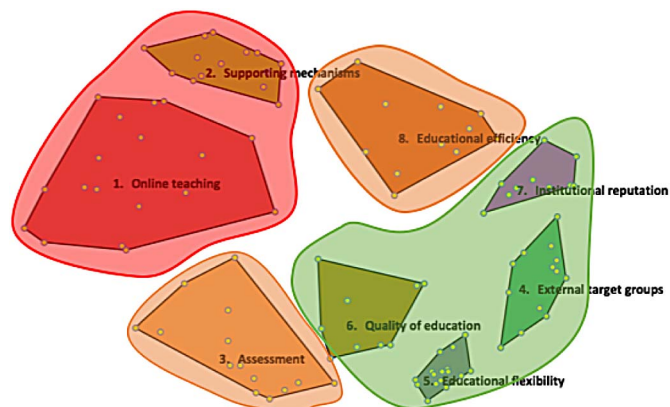 2. Supporting mechanisms
8. Educational efficiency
1. Online teaching
7. Institutional reputation
4. External target groups
6. Quality of education
3. Assessment
5. Educational flexibility